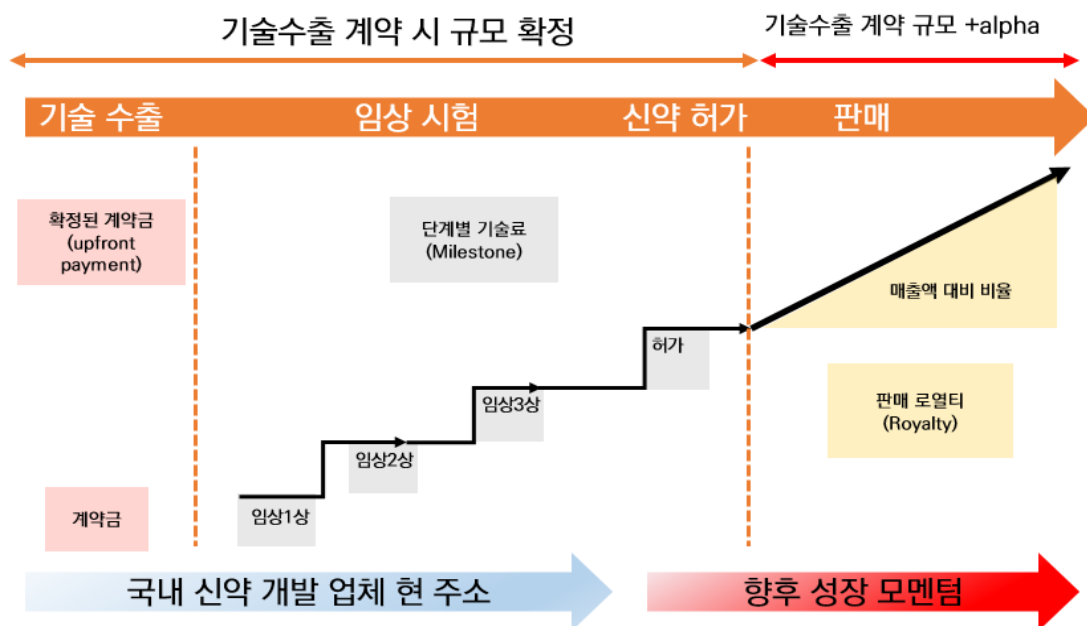 기술수출 계약 시 규모 확정
기술수출 계약 규모 +alpha
기술 수출
임상 시험
신약 허가
판매
확정된 계약금
(upfront
payment)
단계별 기술료
(Milestone)
매출액 대비 비율
허가
판매 로열티
(Royalty)
임상3상
임상2상
임상1상
계약금
국내 신약 개발 업체 현 주소
향후 성장 모멘텀